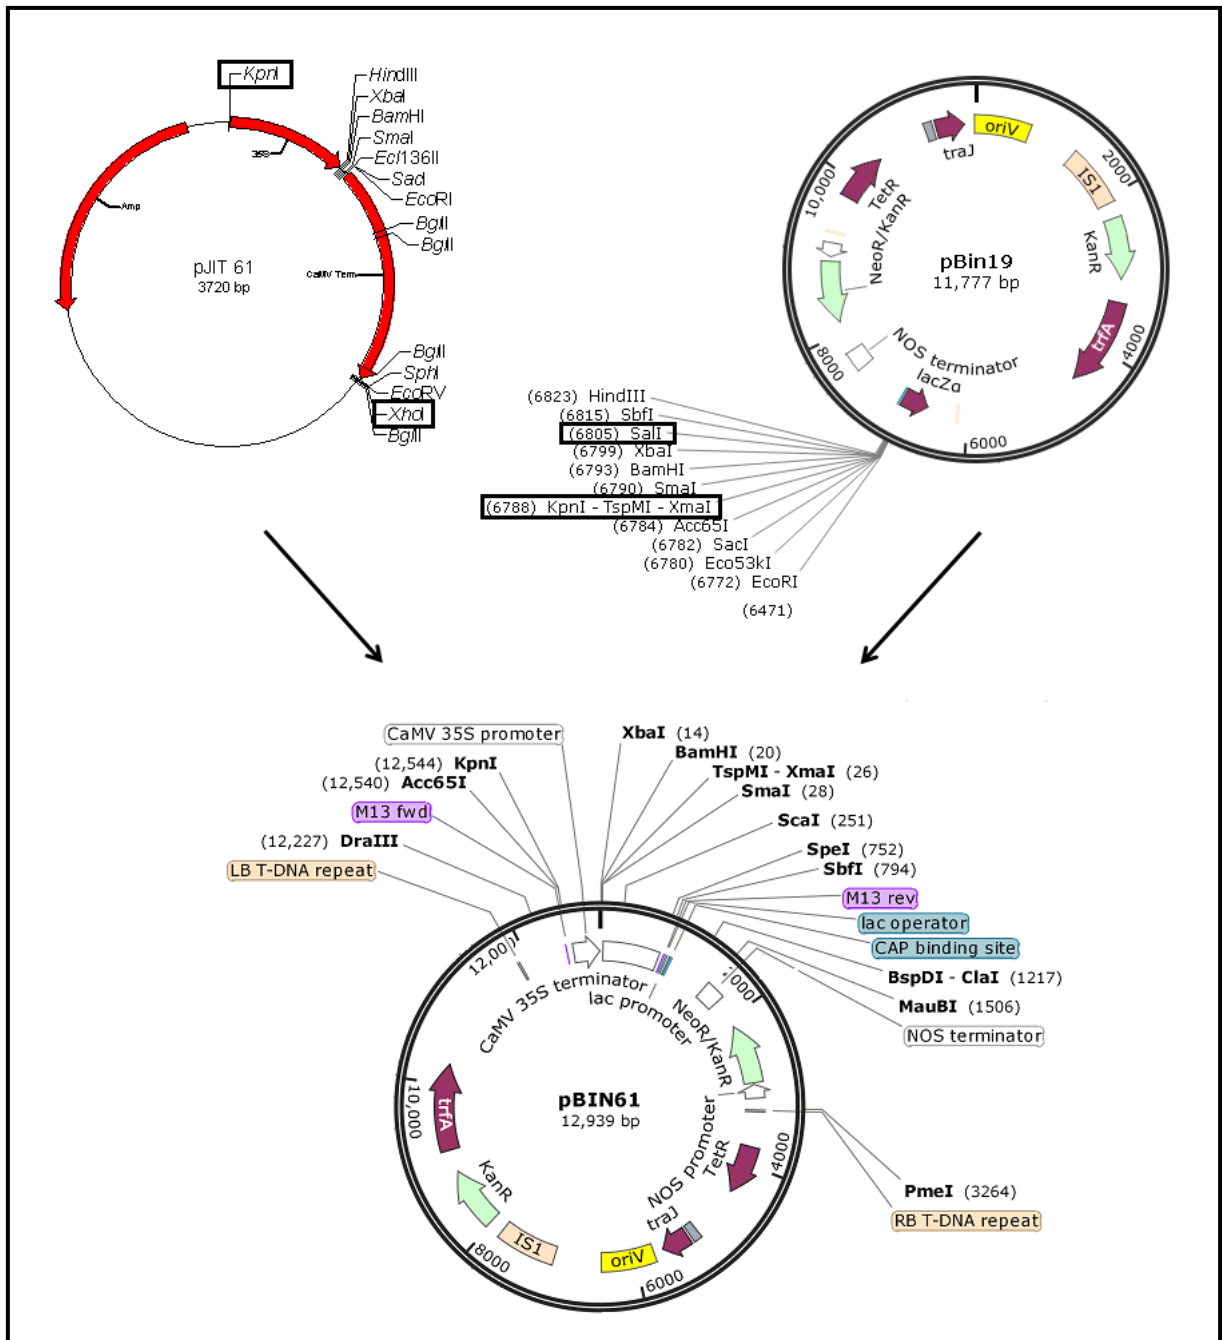 KpnI
HindIII
XbaI
BamHI
SmaI
Ecl136II
SacI
EcoRI
BglII
BglII
35S
Amp
pJIT 61
3720 bp
CaMV Term
BglII
SphI
EcoRV
XhoI
BglII
oriV
traJ
2000
IS1
10,000
TetR
KanR
NeoR/KanR
pBin19
11,777 bp
trfA
4000
8000
NOS terminator
lacZα
6000
(6823) HindIII
(6815) SbfI
(6805) SalI
(6799) XbaI
(6793) BamHI
(6790) SmaI
(6788) KpnI - TspMI - XmaI
(6784) Acc65I
(6782) SacI
(6780) Eco53kI
(6772) EcoRI
(6471)
CaMV 35S promoter
XbaI (14)
(12,544) KpnI
BamHI (20)
(12,540) Acc65I
TspMI - XmaI (26)
SmaI (28)
M13 fwd
ScaI (251)
(12,227) DraIII
SpeI (752)
LB T-DNA repeat
SbfI (794)
M13 rev
lac operator
CAP binding site
BspDI - ClaI (1217)
MauBI (1506)
NOS terminator
12,000
2000
CaMV 35S terminator
lac promoter
NeoR/KanR
10,000
trfA
pBIN61
12,939 bp
NOS promoter
TetR
4000
KanR
PmeI (3264)
RB T-DNA repeat
traJ
IS1
oriV
8000
6000